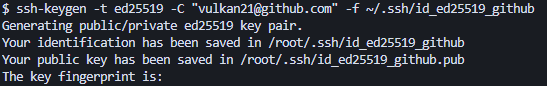 $ ssh-keygen -t ed25519 -C "vulkan21@github.com" -f ~/.ssh/id_ed25519_github
Generating public/private ed25519 key pair.
Your identification has been saved in /root/.ssh/id_ed25519_github
Your public key has been saved in /root/.ssh/id_ed25519_github.pub
The key fingerprint is: